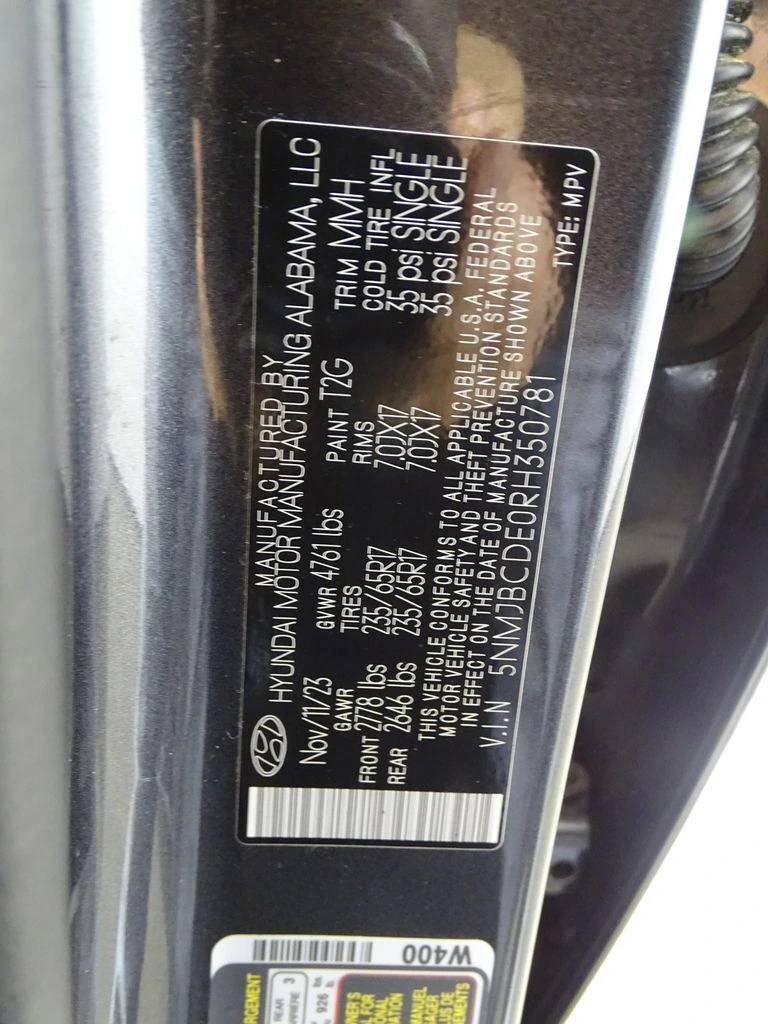 MANUFACTURED BY
HYUNDAI MOTOR MANUFACTURING ALABAMA, LLC
Nov/11/23 GVWR 4761 lbs PAINT T2G TRIM MMH
GAWR TIRES RIMS COLD TIRE INFL
FRONT 2778 lbs 235/65R17 7.0JX17 35 psi SINGLE
REAR 2646 lbs 235/65R17 7.0JX17 35 psi SINGLE
THIS VEHICLE CONFORMS TO ALL APPLICABLE U.S.A. FEDERAL
MOTOR VEHICLE SAFETY AND THEFT PREVENTION STANDARDS
IN EFFECT ON THE DATE OF MANUFACTURE SHOWN ABOVE
V.I.N 5NMJBCDE0RH350781 TYPE: MPV
W400
REAR 3
926